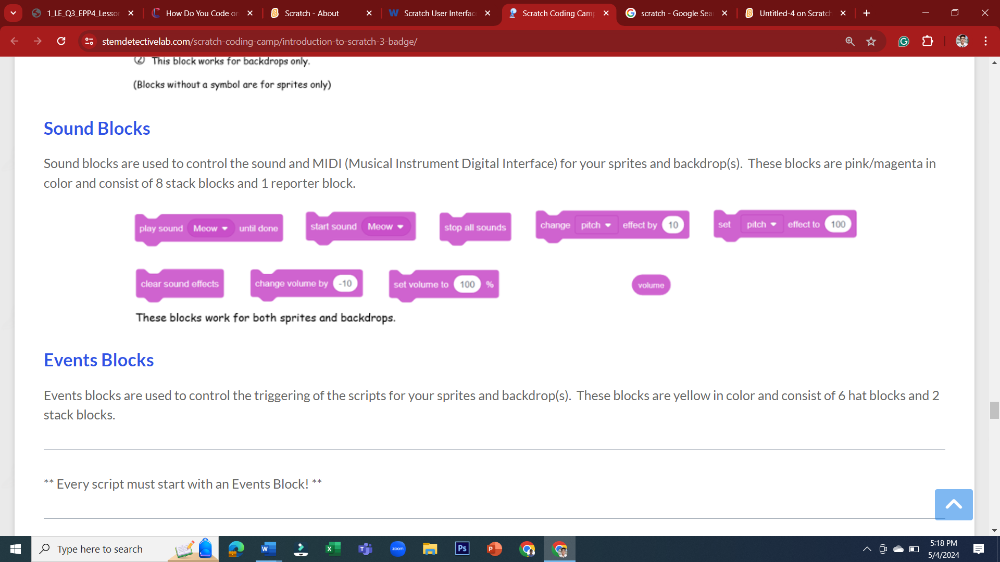 1_LE_Q3_EPP4_Lesson
How Do You Code on
Scratch - About
Scratch User Interfac
Scratch Coding Cam
scratch - Google Sea
Untitled-4 on Scratch
stemdetectivelab.com/scratch-coding-camp/introduction-to-scratch-3-badge/
② This block works for backdrops only.
(Blocks without a symbol are for sprites only)
Sound Blocks
Sound blocks are used to control the sound and MIDI (Musical Instrument Digital Interface) for your sprites and backdrop(s). These blocks are pink/magenta in
color and consist of 8 stack blocks and 1 reporter block.
play sound Meow until done
start sound Meow
stop all sounds
change pitch effect by 10
set pitch effect to 100
clear sound effects
change volume by -10
set volume to 100 %
volume
These blocks work for both sprites and backdrops.
Events Blocks
Events blocks are used to control the triggering of the scripts for your sprites and backdrop(s). These blocks are yellow in color and consist of 6 hat blocks and 2
stack blocks.
** Every script must start with an Events Block! **
Type here to search
zoom
Ps
5:18 PM
5/4/2024